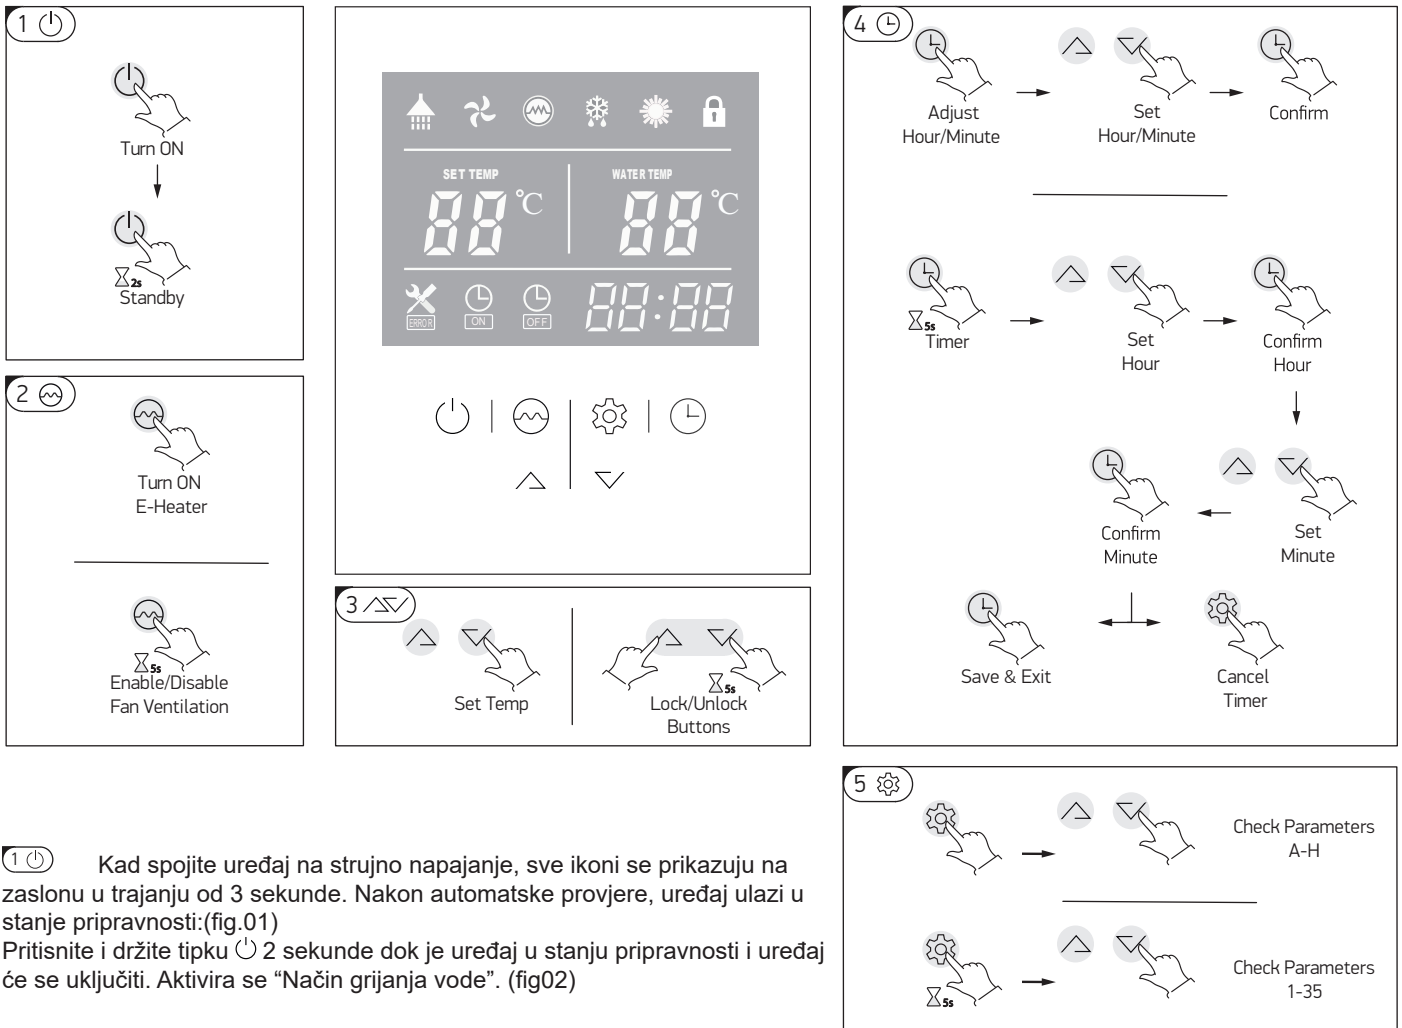 1
Turn ON
2s
Standby
2
Turn ON
E-Heater
5s
Enable/Disable
Fan Ventilation
SET TEMP
WATER TEMP
88 °C
88 °C
ERROR
ON
OFF
88:88
3
Set Temp
5s
Lock/Unlock
Buttons
4
Adjust
Hour/Minute
Set
Hour/Minute
Confirm
5s
Timer
Set
Hour
Confirm
Hour
Confirm
Minute
Set
Minute
Save & Exit
Cancel
Timer
5
Check Parameters
A-H
5s
Check Parameters
1-35
1 Kad spojite uređaj na strujno napajanje, sve ikoni se prikazuju na
zaslonu u trajanju od 3 sekunde. Nakon automatske provjere, uređaj ulazi u
stanje pripravnosti:(fig.01)
Pritisnite i držite tipku 2 sekunde dok je uređaj u stanju pripravnosti i uređaj
će se uključiti. Aktivira se “Način grijanja vode”. (fig02)